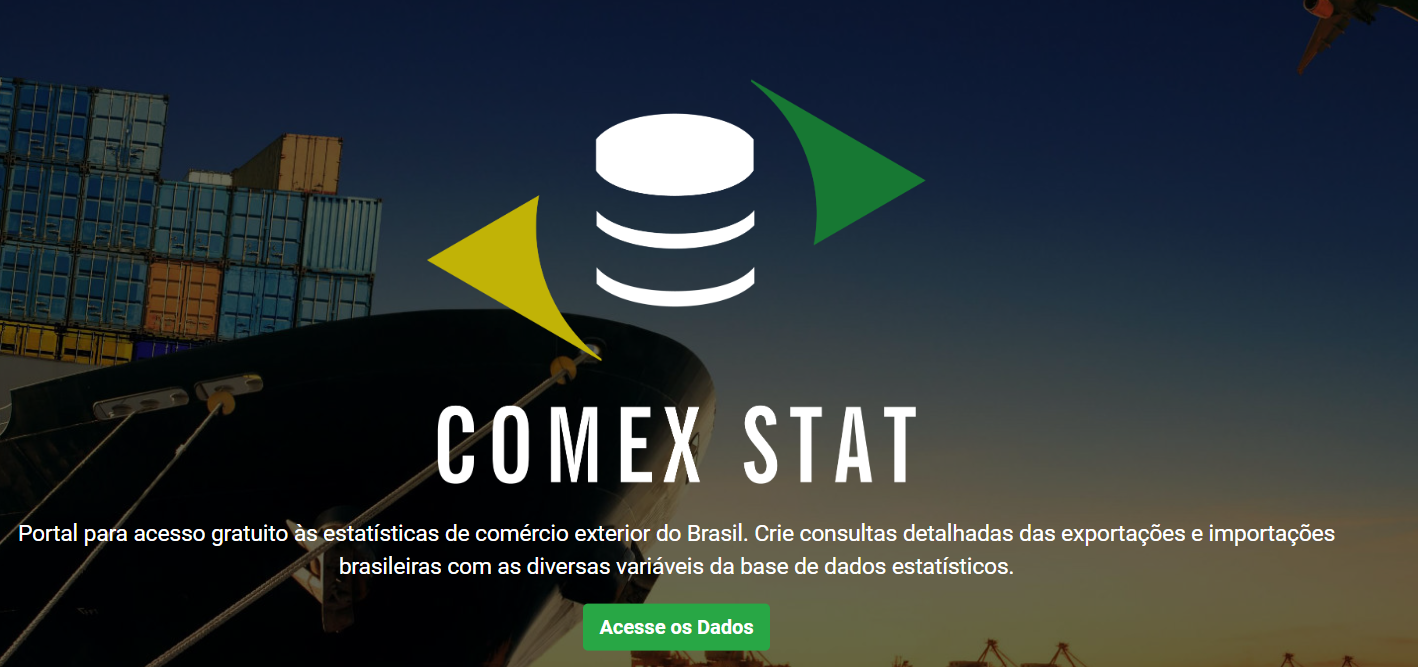 COMEX STAT
Portal para acesso gratuito às estatísticas de comércio exterior do Brasil. Crie consultas detalhadas das exportações e importações
brasileiras com as diversas variáveis da base de dados estatísticos.
Acesse os Dados